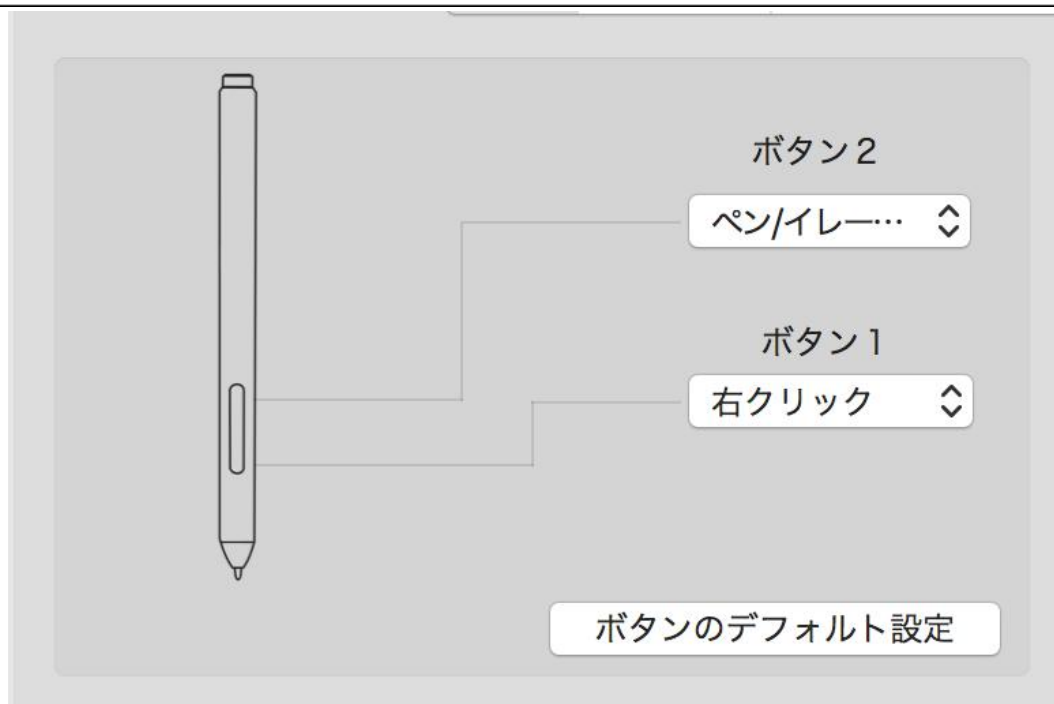 ボタン2
ペン/イレー…
ボタン1
右クリック
ボタンのデフォルト設定